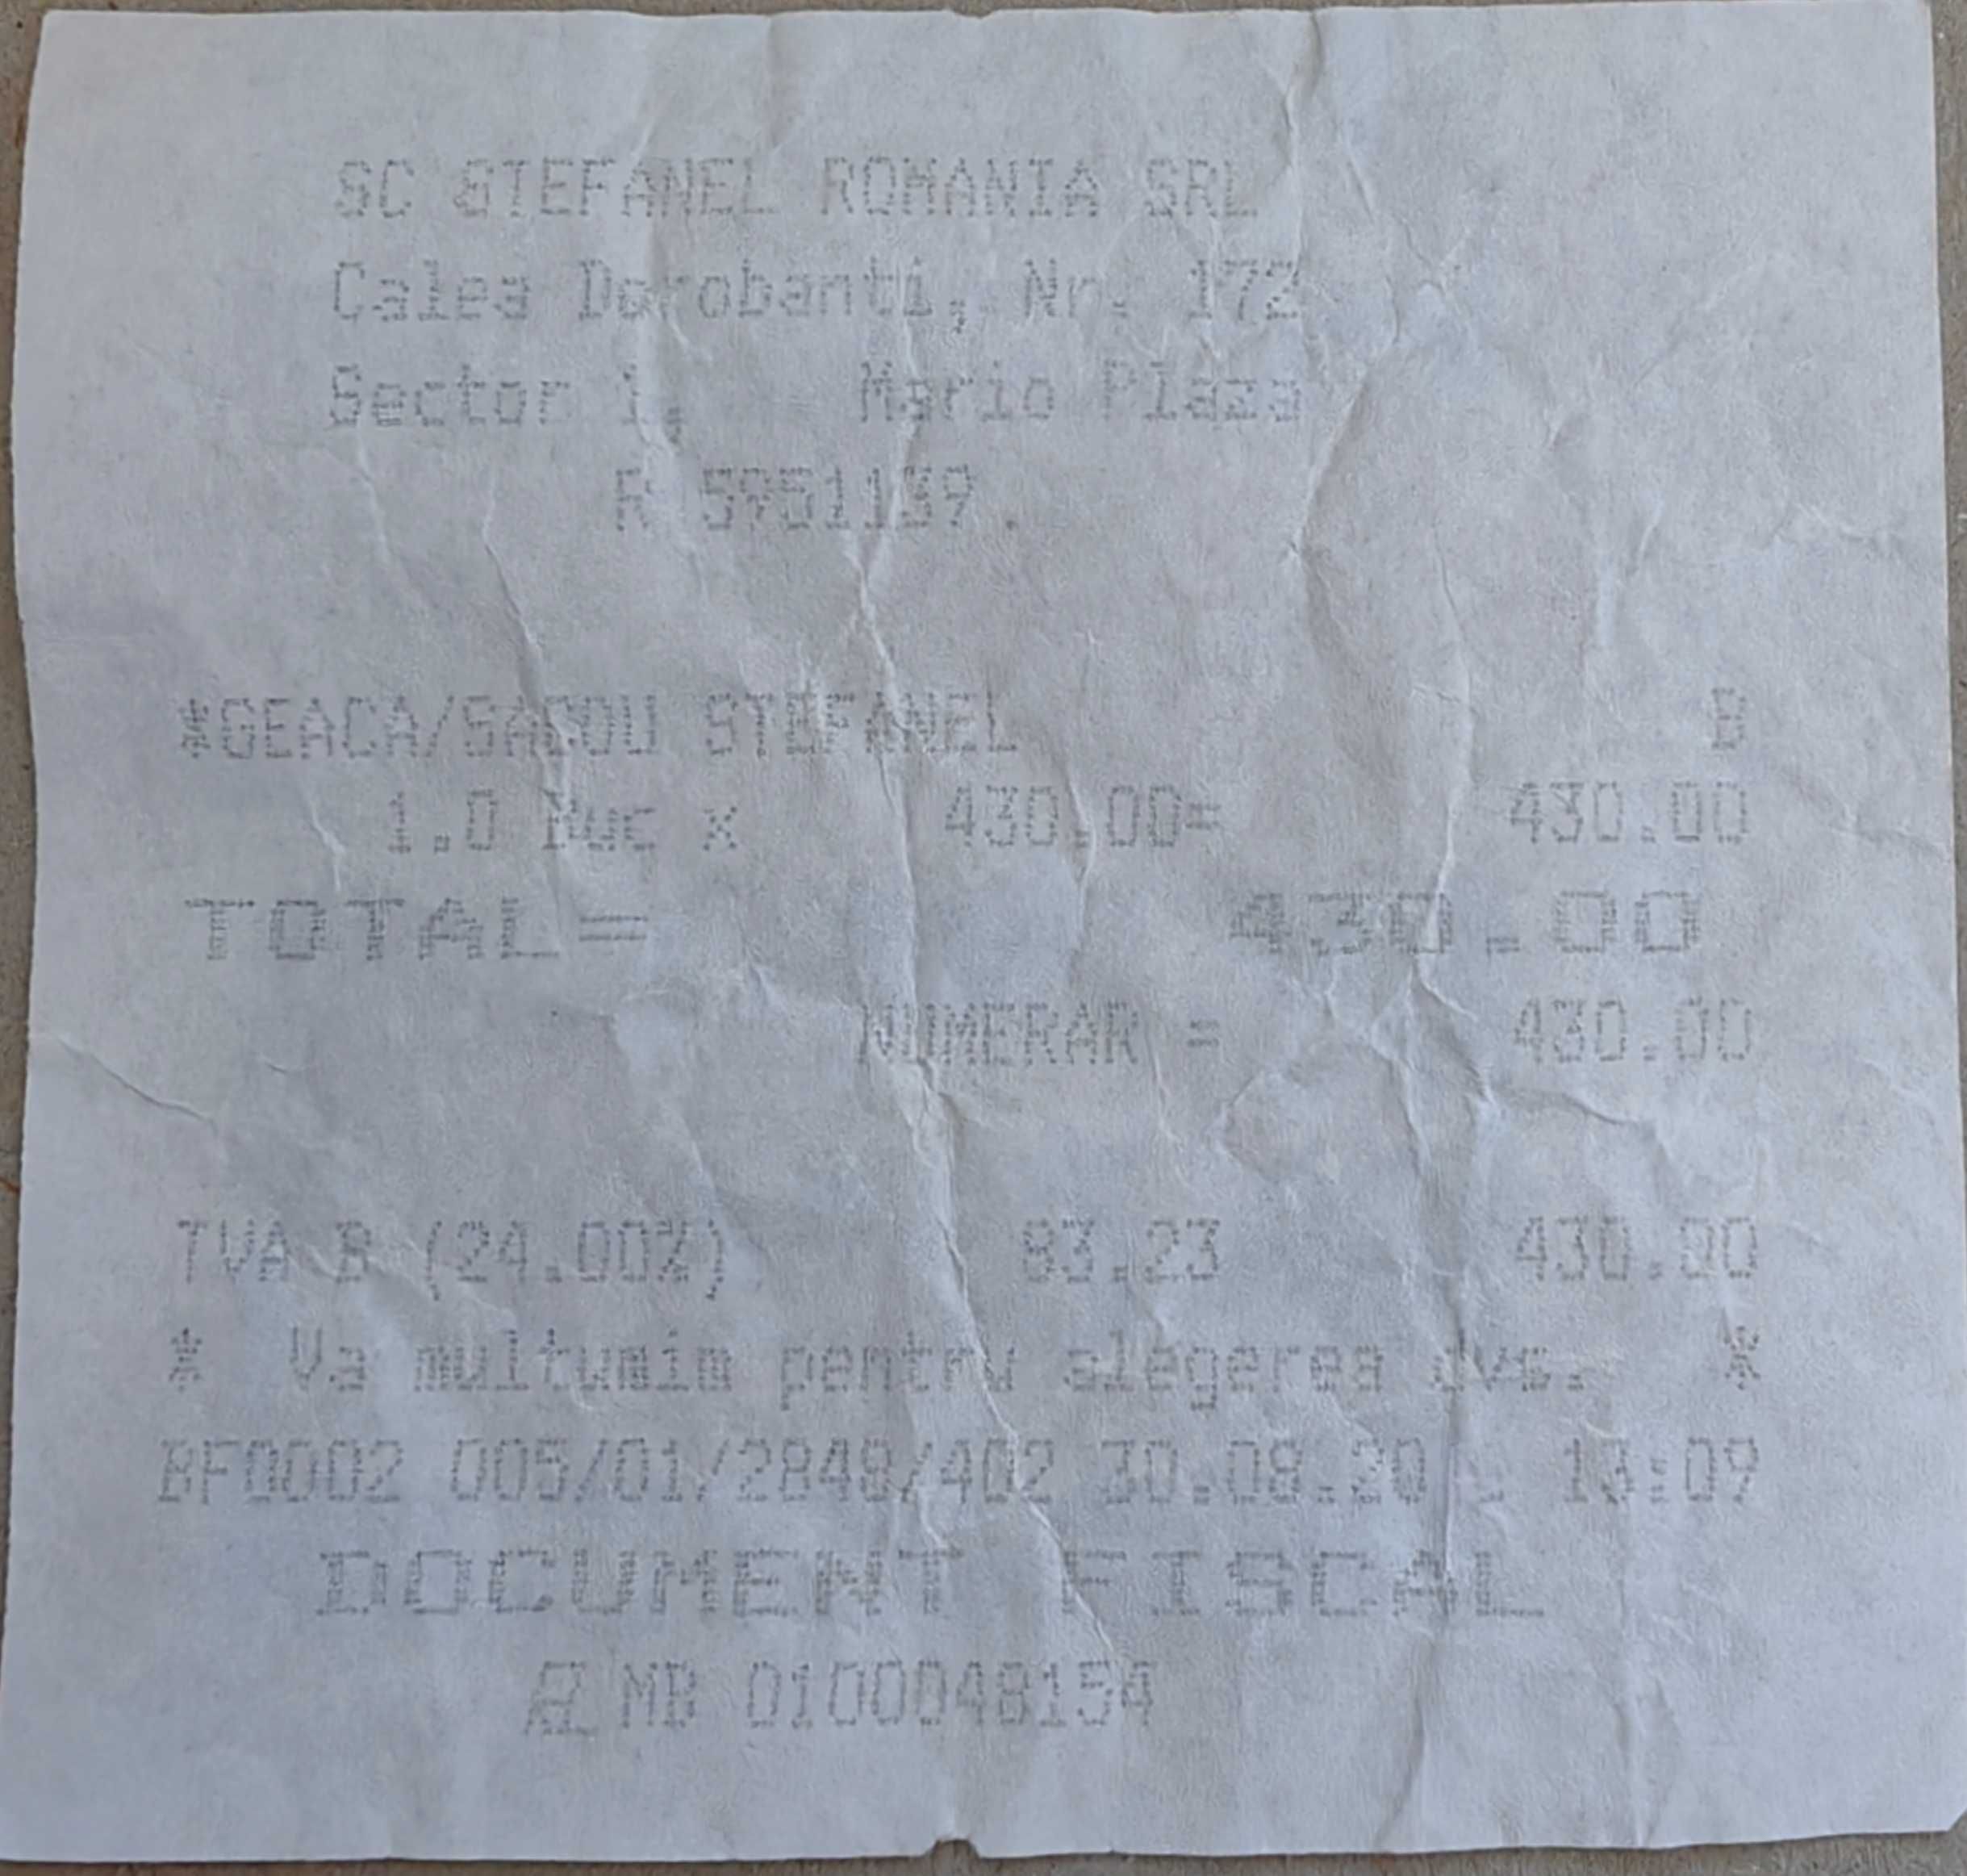 SC STEFANEL ROMANIA SRL
Calea Dorobanti, Nr. 172
Sector 1, Mario Plaza
R 5951139.
*GEACA/SACOU STEFANEL B
1.0 Buc x 430.00= 430.00
TOTAL= 430.00
NUMERAR = 430.00
TVA B (24.00%) 83.23 430.00
* Va multumim pentru alegerea dvs. *
BF0002 005/01/2848/402 30.08.20 13:09
DOCUMENT FISCAL
MB 0100048154